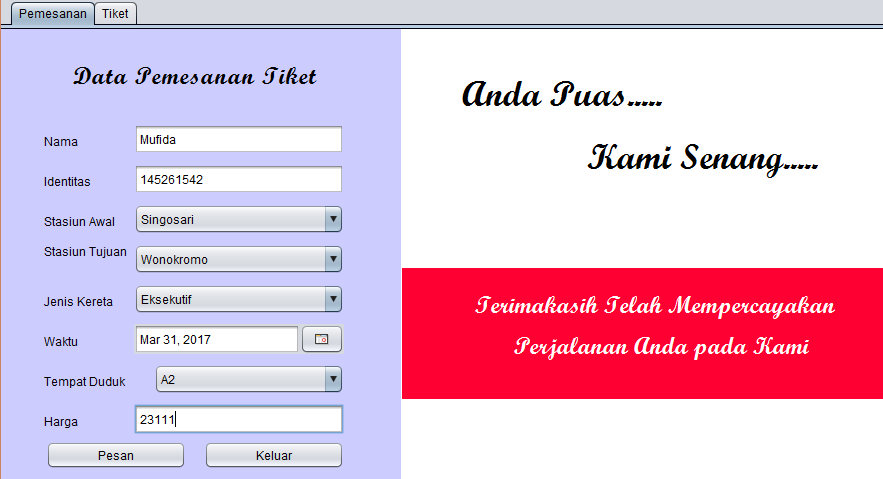 Pemesanan Tiket
Data Pemesanan Tiket
Nama Mufida
Identitas 145261542
Stasiun Awal Singosari
Stasiun Tujuan Wonokromo
Jenis Kereta Eksekutif
Waktu Mar 31, 2017
Tempat Duduk A2
Harga 23111
Pesan Keluar
Anda Puas.....
Kami Senang.....
Terimakasih Telah Mempercayakan
Perjalanan Anda pada Kami